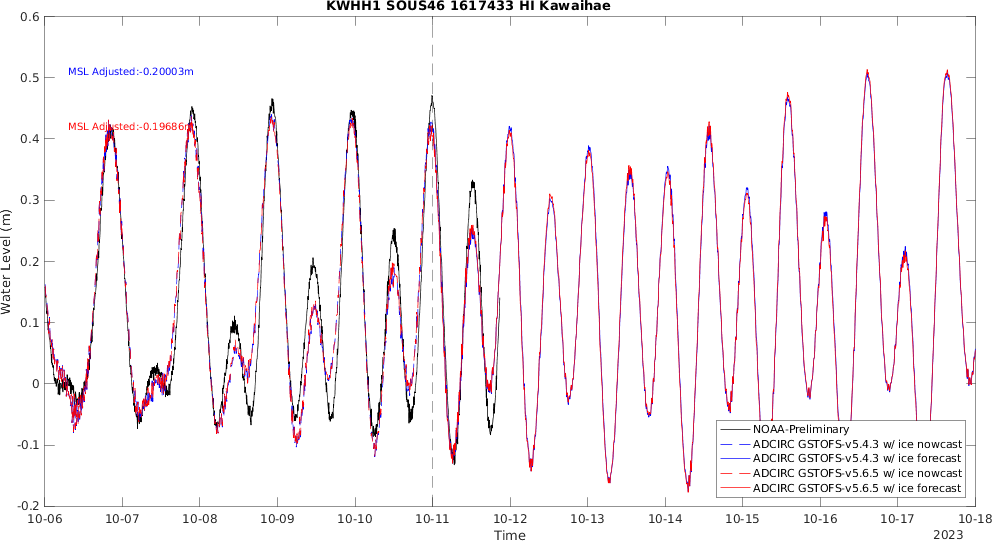 KWHH1 SOUS46 1617433 HI Kawaihae
0.6
0.5
0.4
0.3
0.2
0.1
0
-0.1
-0.2
Water Level (m)
MSL Adjusted:-0.20003m
MSL Adjusted:-0.19686m
NOAA-Preliminary
ADCIRC GSTOFS-v5.4.3 w/ ice nowcast
ADCIRC GSTOFS-v5.4.3 w/ ice forecast
ADCIRC GSTOFS-v5.6.5 w/ ice nowcast
ADCIRC GSTOFS-v5.6.5 w/ ice forecast
10-06 10-07 10-08 10-09 10-10 10-11 10-12 10-13 10-14 10-15 10-16 10-17 10-18
Time
2023